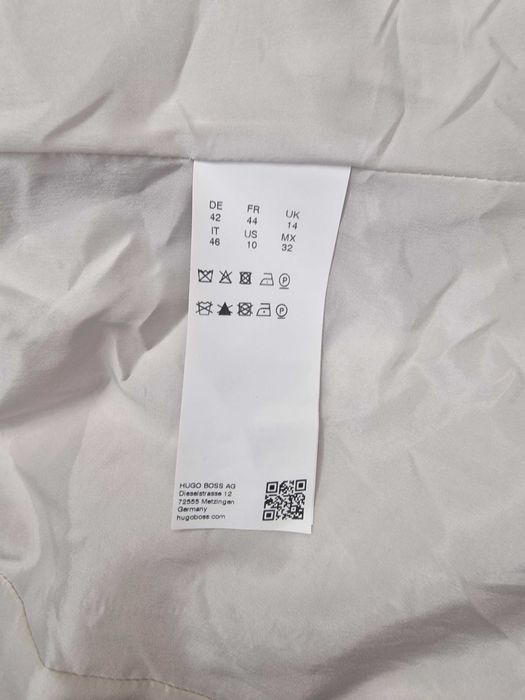 DE FR UK
42 44 14
IT US MX
46 10 32
P
P
HUGO BOSS AG
Dieselstrasse 12
72555 Metzingen
Germany
hugoboss.com